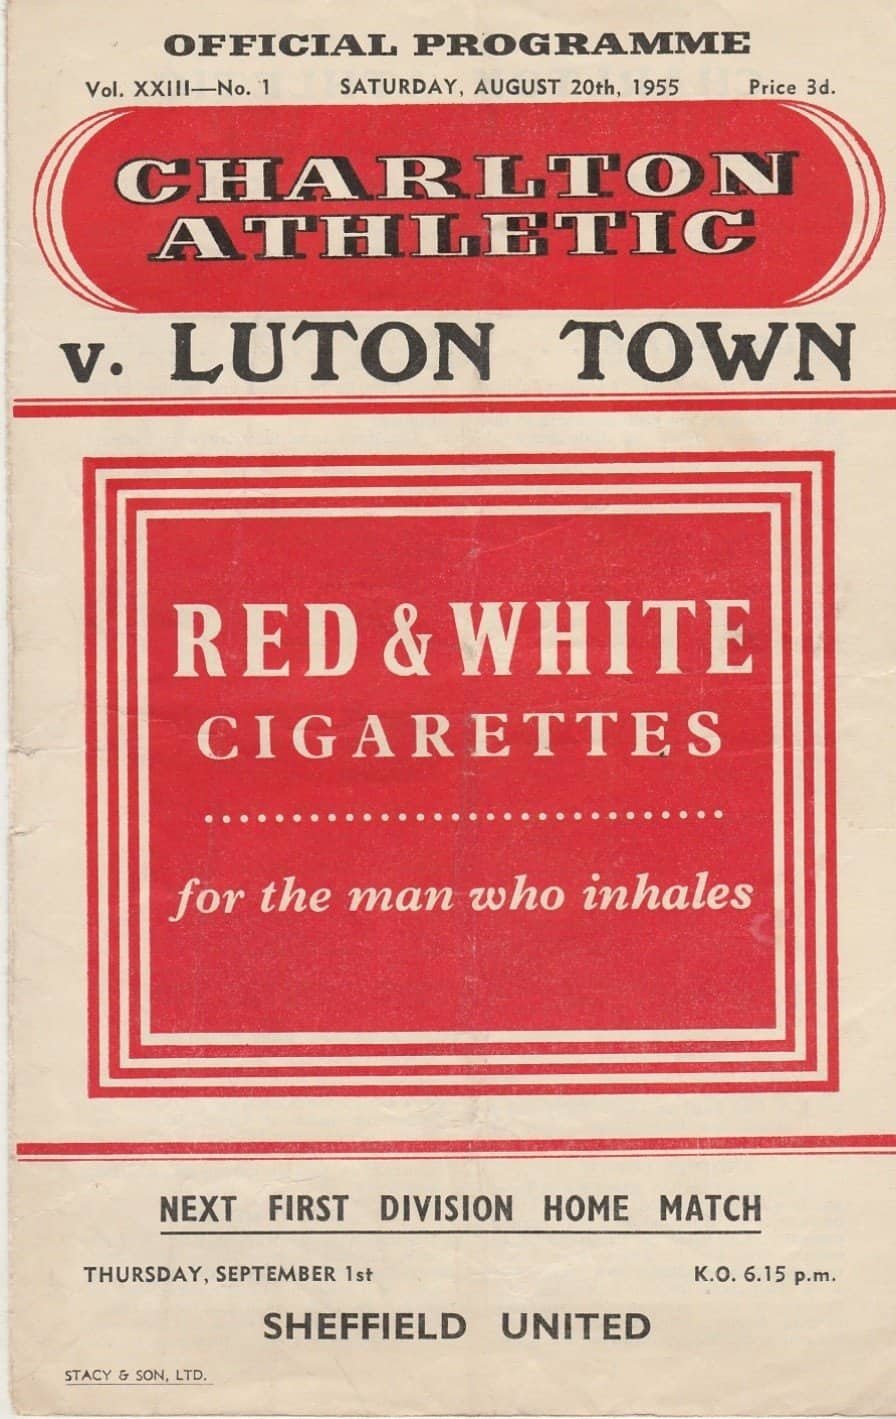 OFFICIAL PROGRAMME
Vol. XXIII—No. 1 SATURDAY, AUGUST 20th, 1955 Price 3d.
CHARLTON
ATHLETIC
v. LUTON TOWN
RED & WHITE
CIGARETTES
for the man who inhales
NEXT FIRST DIVISION HOME MATCH
THURSDAY, SEPTEMBER 1st K.O. 6.15 p.m.
SHEFFIELD UNITED
STACY & SON, LTD.